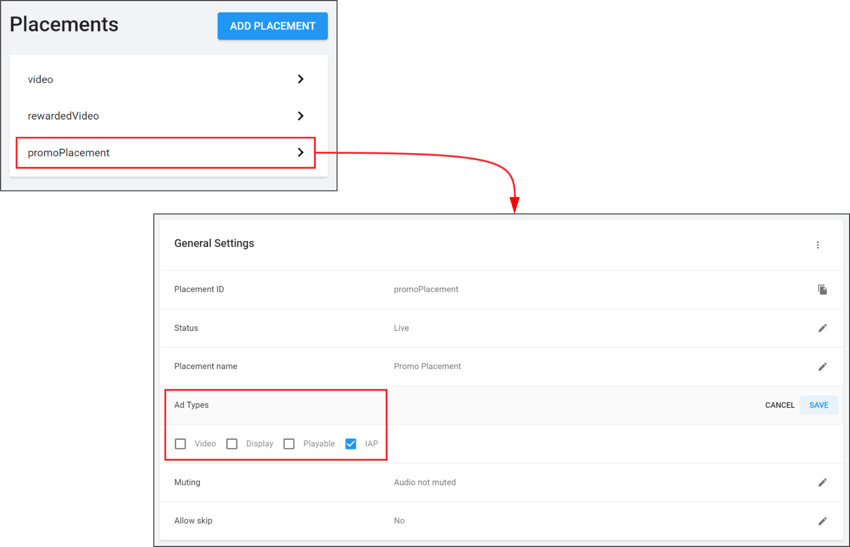 Placements
ADD PLACEMENT
video
rewardedVideo
promoPlacement
General Settings
Placement ID promoPlacement
Status Live
Placement name Promo Placement
Ad Types CANCEL SAVE
Video Display Playable IAP
Muting Audio not muted
Allow skip No